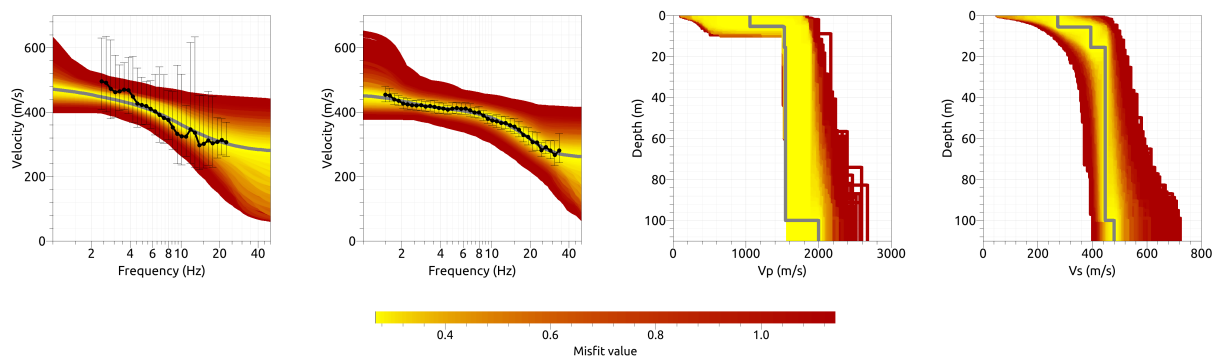 600
400
200
0
Velocity (m/s)
2 4 6 8 10 20 40
Frequency (Hz)
600
400
200
0
Velocity (m/s)
2 4 6 8 10 20 40
Frequency (Hz)
0
20
40
60
80
100
Depth (m)
0 1000 2000 3000
Vp (m/s)
0
20
40
60
80
100
Depth (m)
0 200 400 600 800
Vs (m/s)
0.4 0.6 0.8 1.0
Misfit value